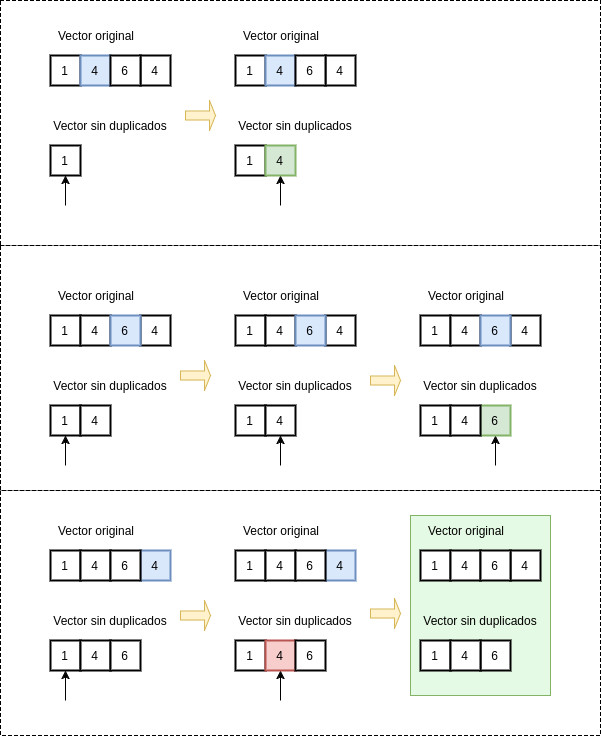 Vector original Vector original
1 4 6 4 1 4 6 4
Vector sin duplicados Vector sin duplicados
1 1 4
Vector original Vector original Vector original
1 4 6 4 1 4 6 4 1 4 6 4
Vector sin duplicados Vector sin duplicados Vector sin duplicados
1 4 1 4 1 4 6
Vector original Vector original Vector original
1 4 6 4 1 4 6 4 1 4 6 4
Vector sin duplicados Vector sin duplicados Vector sin duplicados
1 4 6 1 4 6 1 4 6